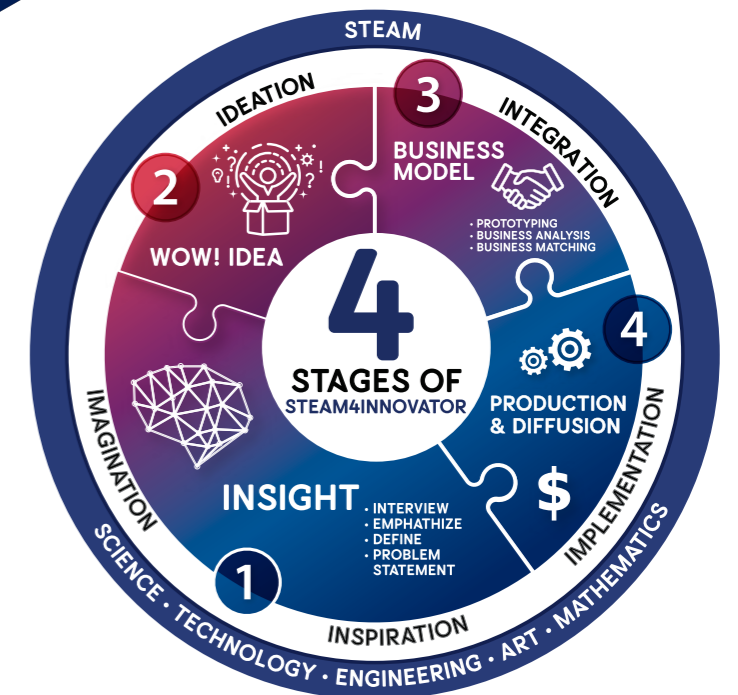 STEAM
IDEATION
INTEGRATION
3
BUSINESS
MODEL
• PROTOTYPING
• BUSINESS ANALYSIS
• BUSINESS MATCHING
2
WOW! IDEA
4
STAGES OF
STEAM4INNOVATOR
4
PRODUCTION
& DIFFUSION
$
IMAGINATION
INSIGHT
• INTERVIEW
• EMPHATHIZE
• DEFINE
• PROBLEM
STATEMENT
1
INSPIRATION
IMPLEMENTATION
SCIENCE • TECHNOLOGY • ENGINEERING • ART • MATHEMATICS